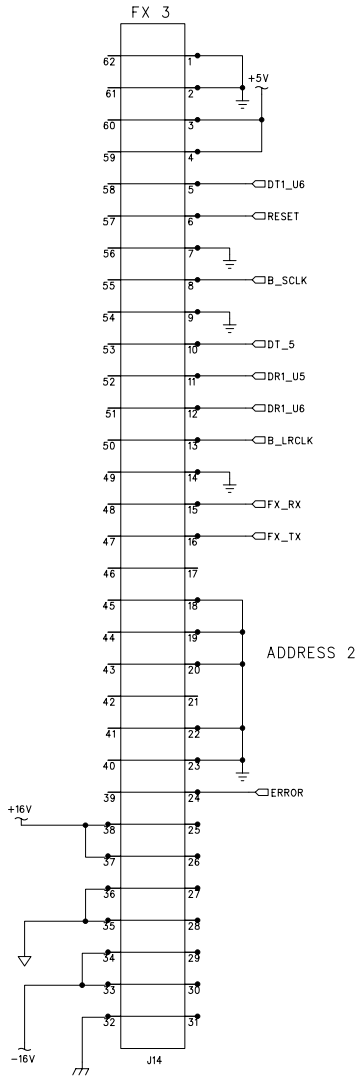 FX 3
62 1
+5V
61 2
60 3
59 4
58 5 DT1_U6
57 6 RESET
56 7
55 8 B_SCLK
54 9
53 10 DT_5
52 11 DR1_U5
51 12 DR1_U6
50 13 B_LRCLK
49 14
48 15 FX_RX
47 16 FX_TX
46 17
45 18
44 19
ADDRESS 2
43 20
42 21
41 22
40 23
39 24 ERROR
+16V
38 25
37 26
36 27
35 28
34 29
33 30
32 31
-16V
J14